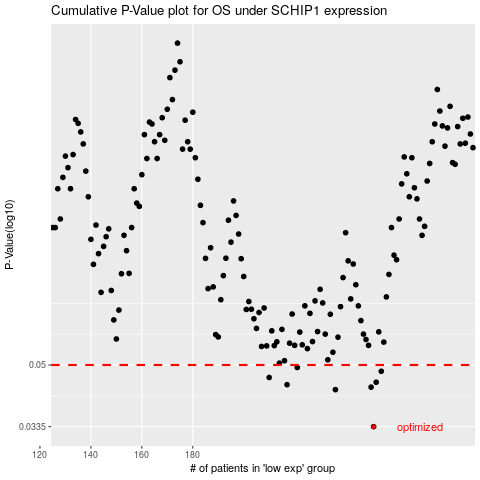 Cumulative P-Value plot for OS under SCHIP1 expression
P-Value(log10)
0.05
0.0335
optimized
120 140 160 180
# of patients in 'low exp' group